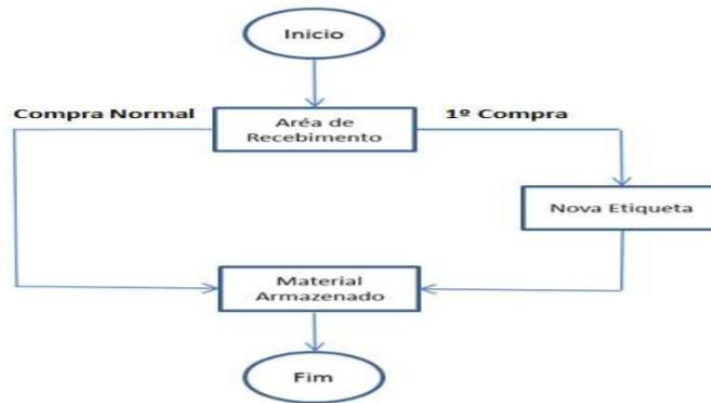 Inicio
Compra Normal
1º Compra
Aréa de
Recebimento
Nova Etiqueta
Material
Armazenado
Fim